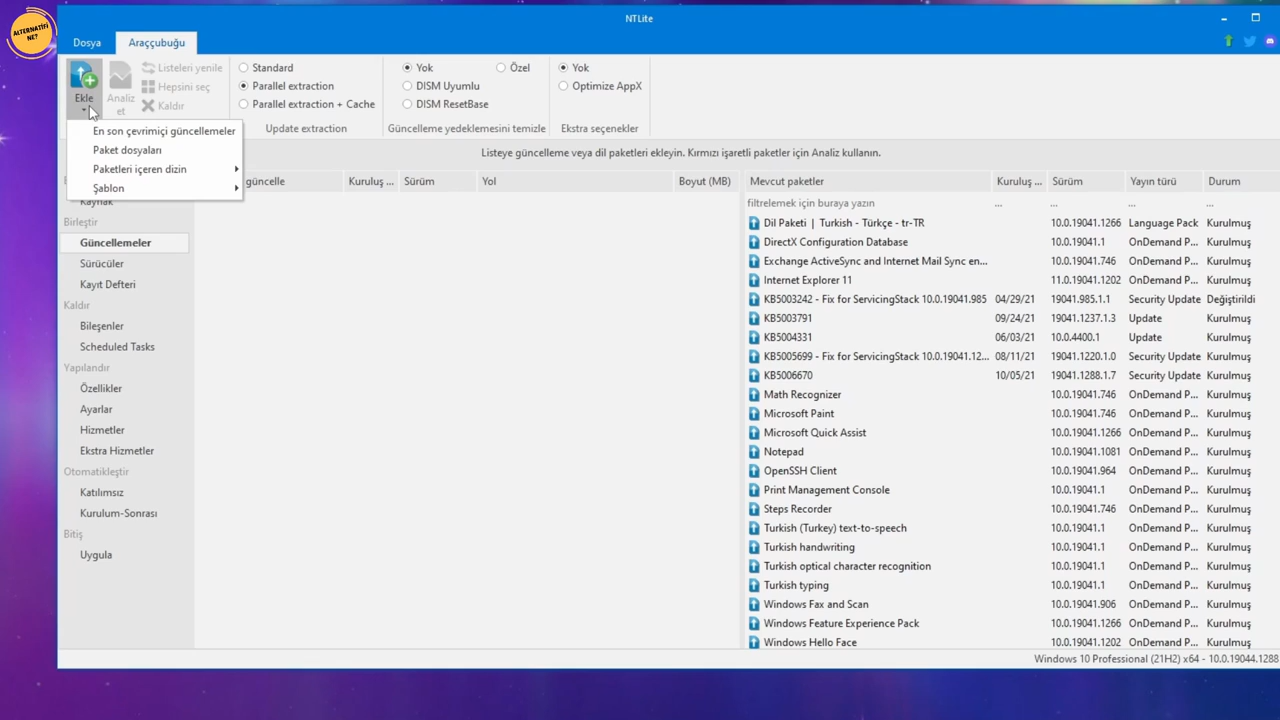 ALTERNATİFİ
NE?
NTLite
Dosya
Araççubuğu
Ekle
Analiz
et
Listeleri yenile
Hepsini seç
Kaldır
Standard
Parallel extraction
Parallel extraction + Cache
Update extraction
Yok
Özel
DISM Uyumlu
DISM ResetBase
Güncelleme yedeklemesini temizle
Yok
Optimize AppX
Ekstra seçenekler
En son çevrimiçi güncellemeler
Paket dosyaları
Paketleri içeren dizin
Şablon
Listeye güncelleme veya dil paketleri ekleyin. Kırmızı işaretli paketler için Analiz kullanın.
Kaynak
Birleştir
Güncellemeler
Sürücüler
Kayıt Defteri
Kaldır
Bileşenler
Scheduled Tasks
Yapılandır
Özellikler
Ayarlar
Hizmetler
Ekstra Hizmetler
Otomatikleştir
Katılımsız
Kurulum-Sonrası
Bitiş
Uygula
güncelle Kuruluş ... Sürüm Yol Boyut (MB)
Mevcut paketler Kuruluş ... Sürüm Yayın türü Durum
filtrelemek için buraya yazın ... ... ... ...
Dil Paketi | Turkish - Türkçe - tr-TR 10.0.19041.1266 Language Pack Kurulmuş
DirectX Configuration Database 10.0.19041.1 OnDemand P... Kurulmuş
Exchange ActiveSync and Internet Mail Sync en... 10.0.19041.746 OnDemand P... Kurulmuş
Internet Explorer 11 11.0.19041.1202 OnDemand P... Kurulmuş
KB5003242 - Fix for ServicingStack 10.0.19041.985 04/29/21 19041.985.1.1 Security Update Değiştirildi
KB5003791 09/24/21 19041.1237.1.3 Update Kurulmuş
KB5004331 06/03/21 10.0.4400.1 Update Kurulmuş
KB5005699 - Fix for ServicingStack 10.0.19041.12... 08/11/21 19041.1220.1.0 Security Update Kurulmuş
KB5006670 10/05/21 19041.1288.1.7 Security Update Kurulmuş
Math Recognizer 10.0.19041.746 OnDemand P... Kurulmuş
Microsoft Paint 10.0.19041.746 OnDemand P... Kurulmuş
Microsoft Quick Assist 10.0.19041.1266 OnDemand P... Kurulmuş
Notepad 10.0.19041.1081 OnDemand P... Kurulmuş
OpenSSH Client 10.0.19041.964 OnDemand P... Kurulmuş
Print Management Console 10.0.19041.1 OnDemand P... Kurulmuş
Steps Recorder 10.0.19041.746 OnDemand P... Kurulmuş
Turkish (Turkey) text-to-speech 10.0.19041.1 OnDemand P... Kurulmuş
Turkish handwriting 10.0.19041.1 OnDemand P... Kurulmuş
Turkish optical character recognition 10.0.19041.1 OnDemand P... Kurulmuş
Turkish typing 10.0.19041.1 OnDemand P... Kurulmuş
Windows Fax and Scan 10.0.19041.906 OnDemand P... Kurulmuş
Windows Feature Experience Pack 10.0.19041.1266 OnDemand P... Kurulmuş
Windows Hello Face 10.0.19041.1202 OnDemand P... Kurulmuş
Windows 10 Professional (21H2) x64 - 10.0.19044.1288